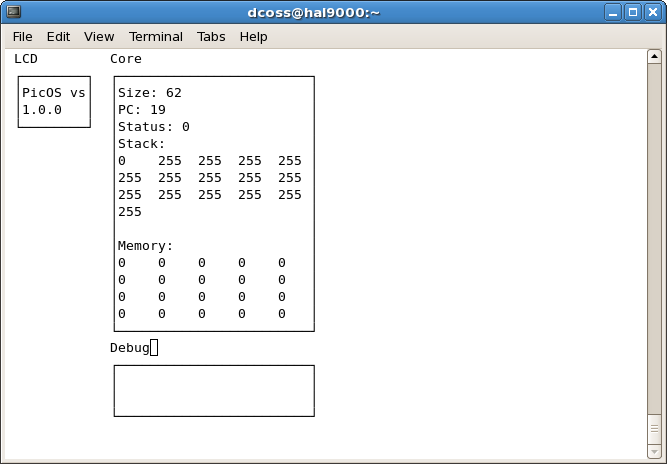 dcoss@hal9000:~
File Edit View Terminal Tabs Help
LCD Core
PicOS vs
1.0.0
Size: 62
PC: 19
Status: 0
Stack:
0 255 255 255 255
255 255 255 255 255
255 255 255 255 255
255
Memory:
0 0 0 0 0
0 0 0 0 0
0 0 0 0 0
0 0 0 0 0
Debug